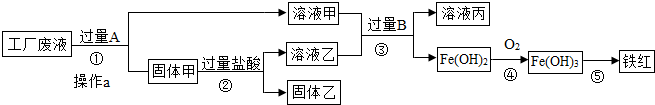 工厂废液 过量A ① 操作a
溶液甲
固体甲 过量盐酸 ②
溶液乙
固体乙
过量B ③
溶液丙
Fe(OH)₂ O₂ ④ Fe(OH)₃ ⑤ 铁红